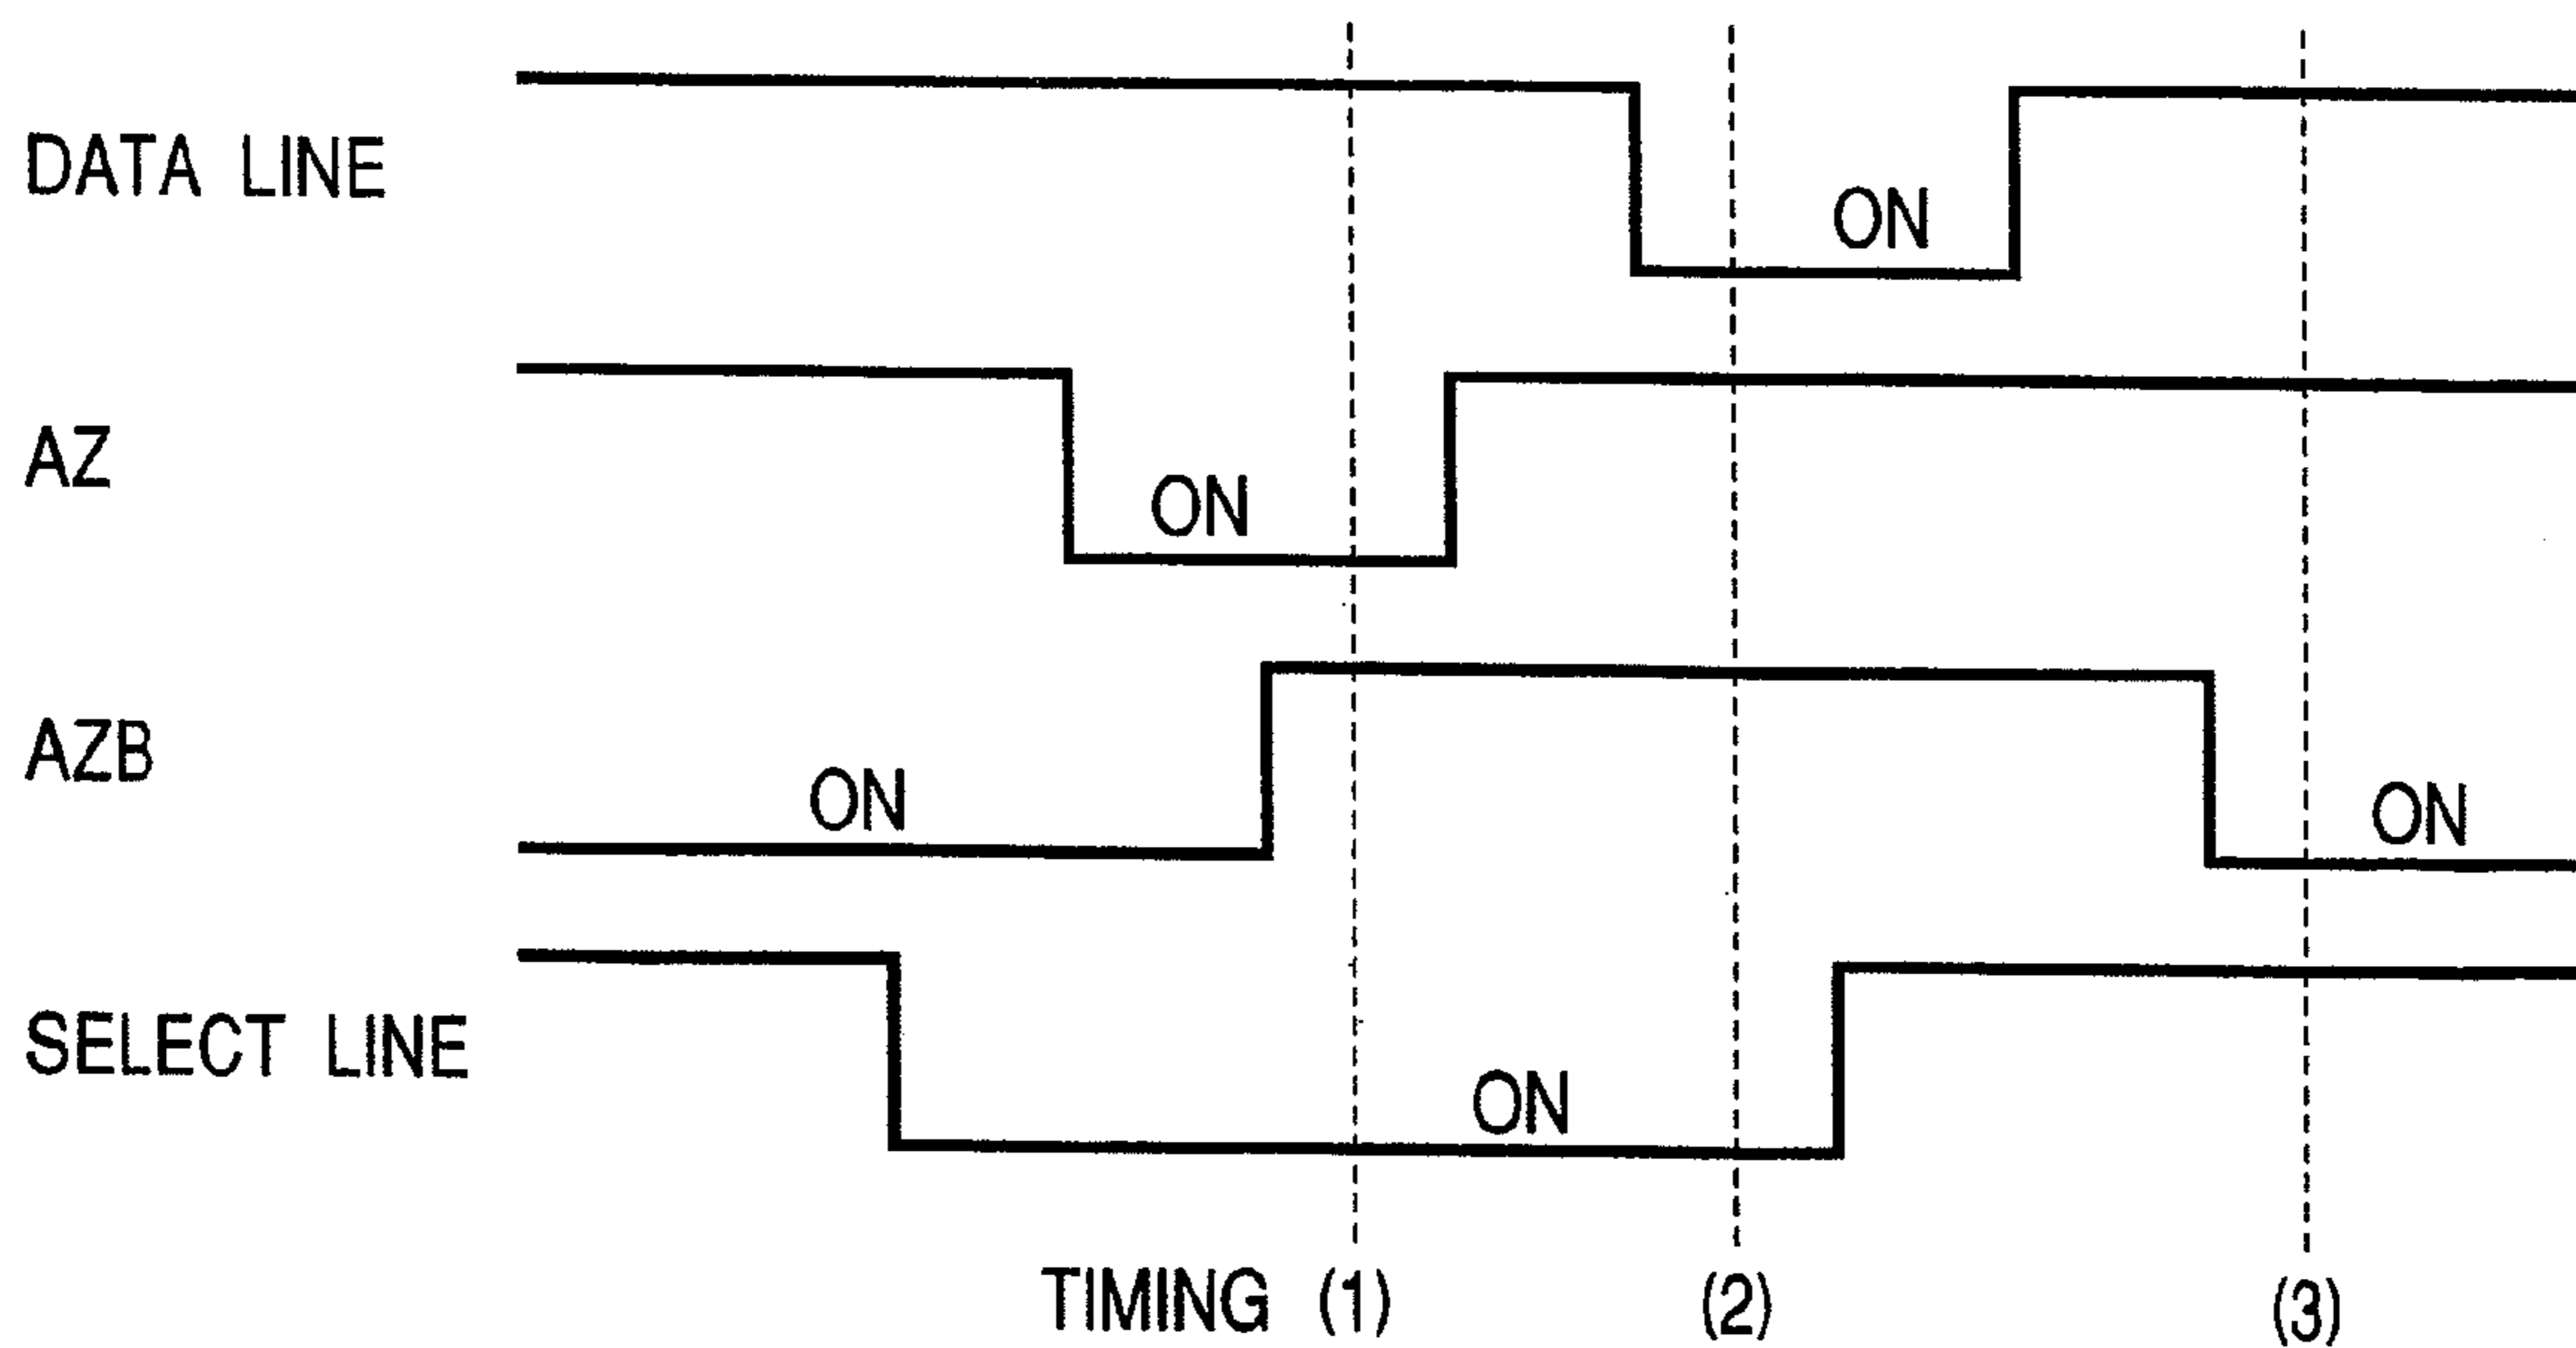 DATA LINE
ON
AZ
ON
AZB
ON
ON
SELECT LINE
ON
TIMING (1) (2) (3)